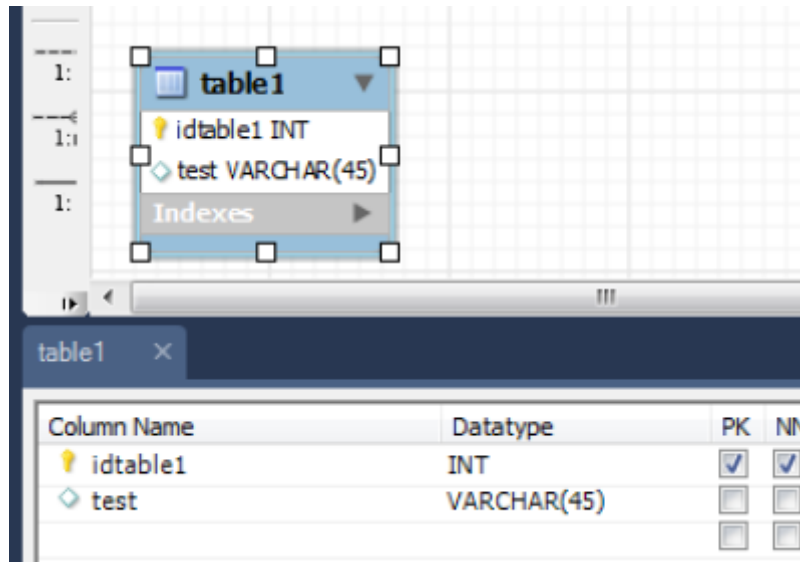 1:
table1
idtable1 INT
1:
test VARCHAR(45)
1:
Indexes
table1
Column Name Datatype PK NN
idtable1 INT
test VARCHAR(45)